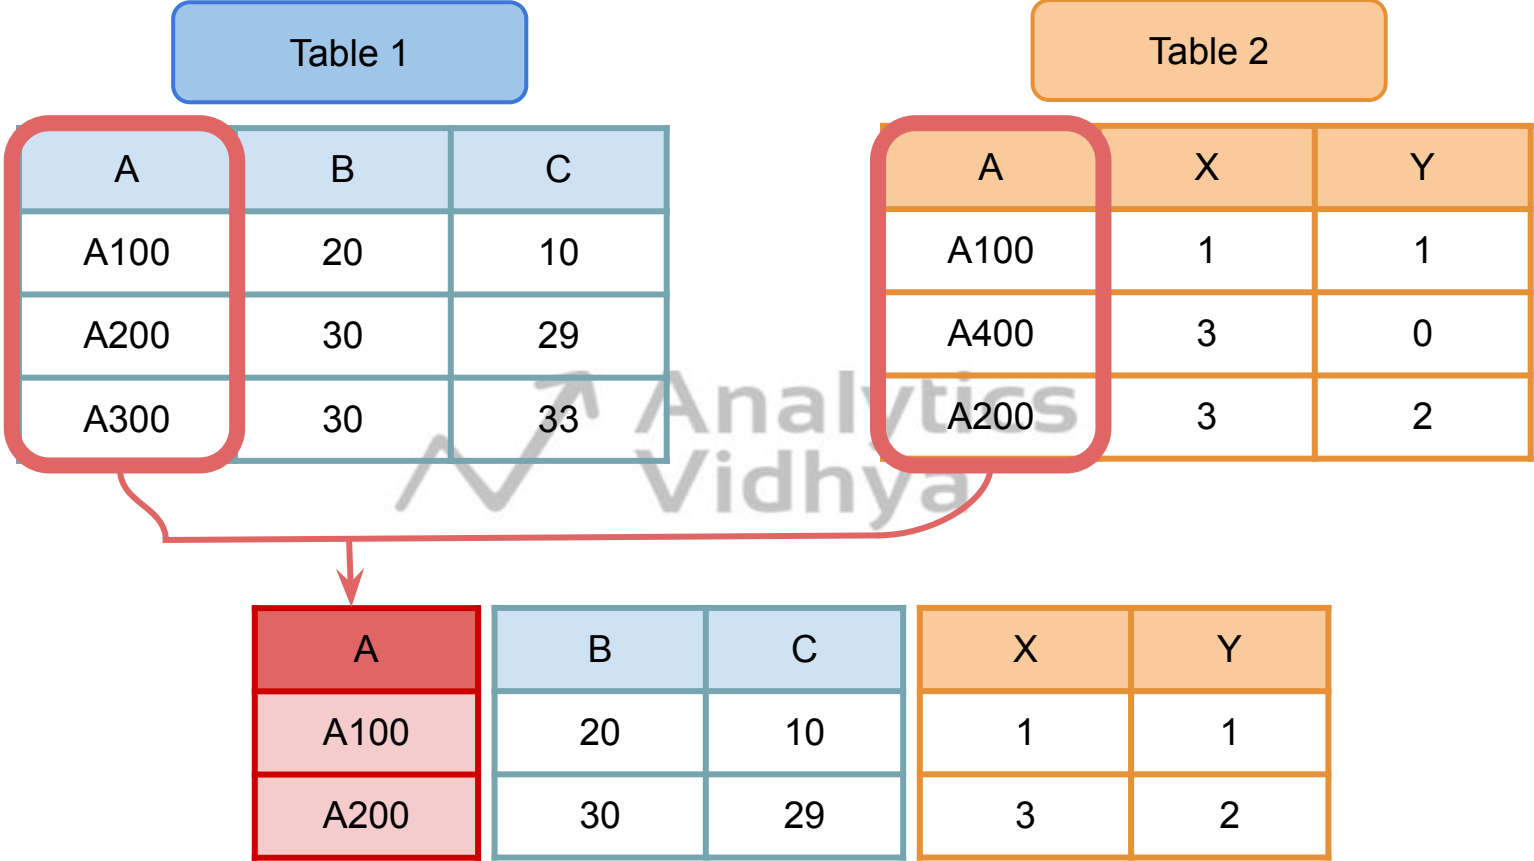 Table 1
Table 2
A B C
A100 20 10
A200 30 29
A300 30 33
A X Y
A100 1 1
A400 3 0
A200 3 2
Analytics
Vidhya
A B C X Y
A100 20 10 1 1
A200 30 29 3 2